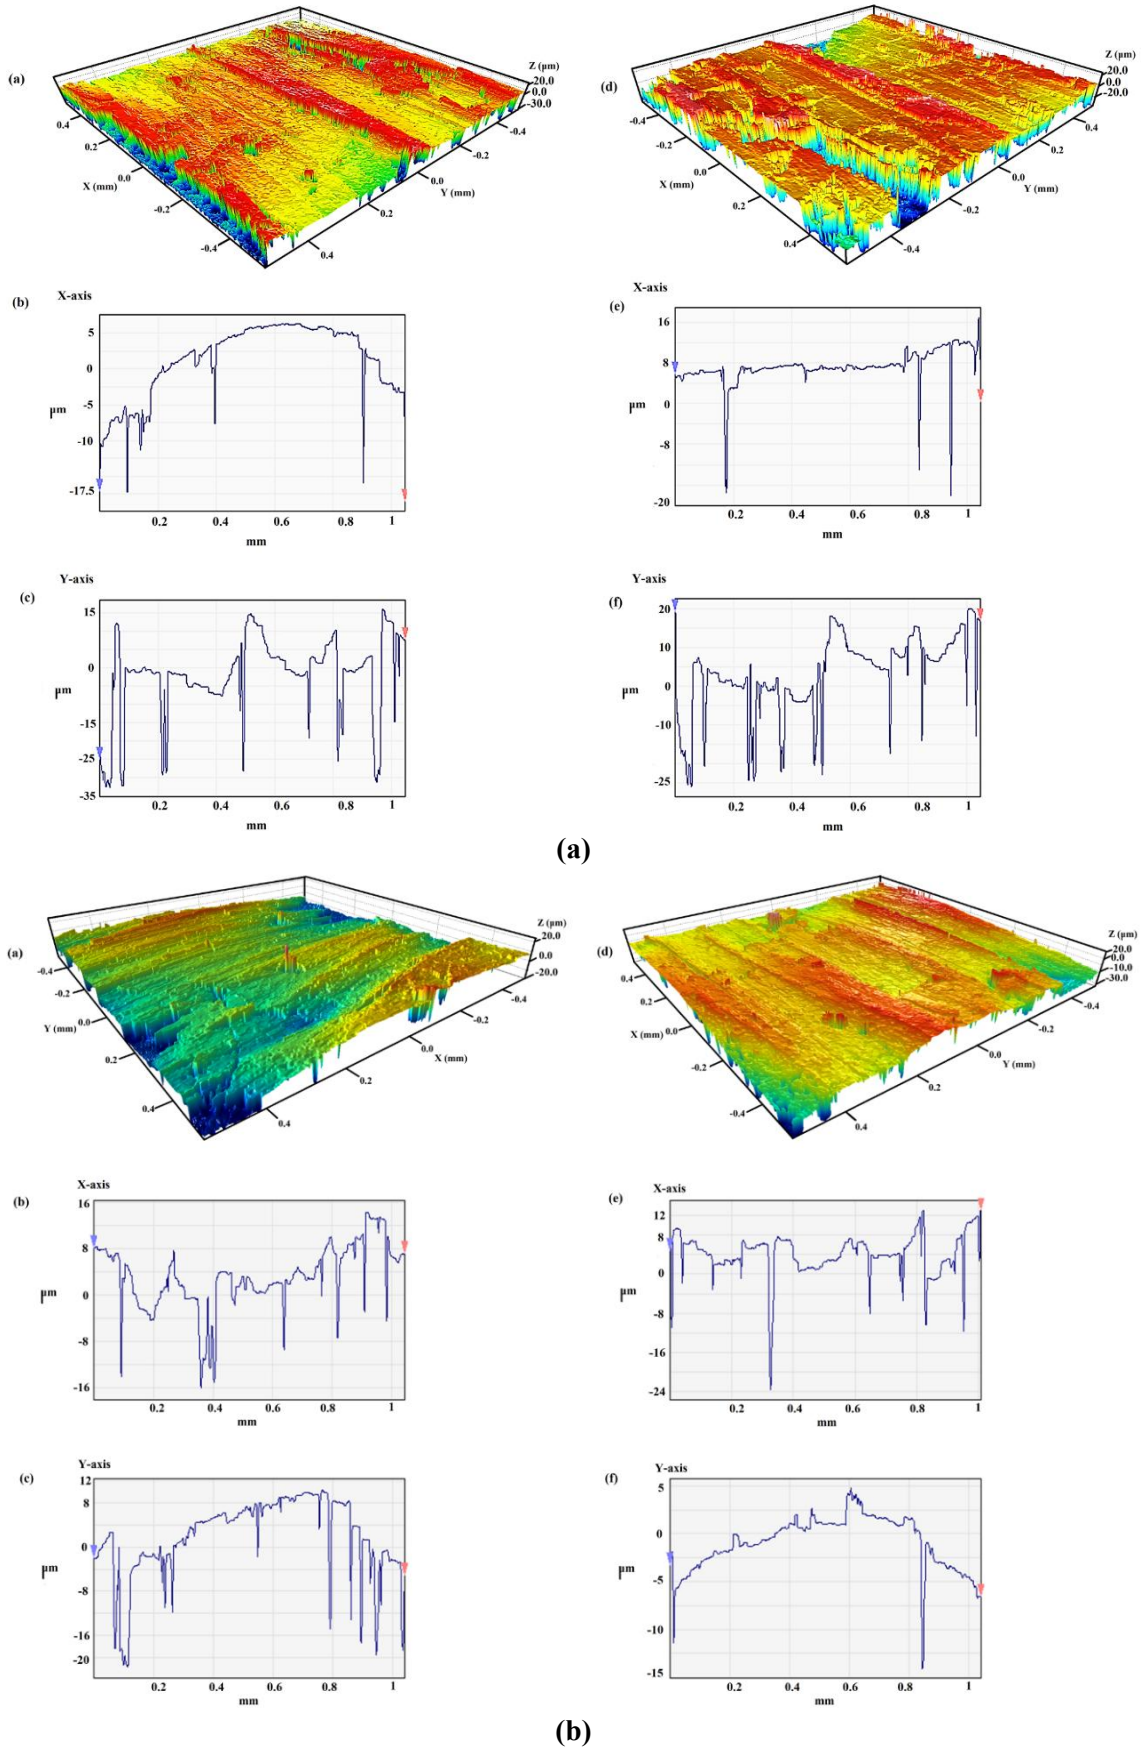 (a)
Z (µm)
20.0
0.0
-30.0
0.4
0.2
0.0
-0.2
-0.4
X (mm)
-0.4
-0.2
0.0
0.2
0.4
Y (mm)
(d)
Z (µm)
20.0
0.0
-20.0
-0.4
-0.2
0.0
0.2
0.4
X (mm)
0.4
0.2
0.0
-0.2
-0.4
Y (mm)
(b)
X-axis
5
0
-5
-10
-17.5
µm
0.2 0.4 0.6 0.8 1
mm
(e)
X-axis
16
8
0
-8
-20
µm
0.2 0.4 0.6 0.8 1
mm
(c)
Y-axis
15
0
-15
-25
-35
µm
0.2 0.4 0.6 0.8 1
mm
(f)
Y-axis
20
10
0
-10
-25
µm
0.2 0.4 0.6 0.8 1
mm
(a)
(a)
Z (µm)
20.0
0.0
-20.0
-0.4
-0.2
0.0
0.2
0.4
Y (mm)
-0.4
-0.2
0.0
0.2
0.4
X (mm)
(d)
Z (µm)
20.0
0.0
-10.0
-30.0
0.4
0.2
0.0
-0.2
-0.4
X (mm)
-0.4
-0.2
0.0
0.2
0.4
Y (mm)
(b)
X-axis
16
8
0
-8
-16
µm
0.2 0.4 0.6 0.8 1
mm
(e)
X-axis
12
8
0
-8
-16
-24
µm
0.2 0.4 0.6 0.8 1
mm
(c)
Y-axis
12
8
0
-8
-16
-20
µm
0.2 0.4 0.6 0.8 1
mm
(f)
Y-axis
5
0
-5
-10
-15
µm
0.2 0.4 0.6 0.8 1
mm
(b)